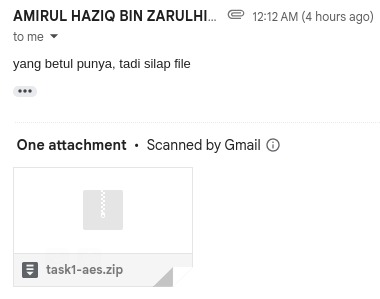 AMIRUL HAZIQ BIN ZARULHI... 12:12 AM (4 hours ago)
to me
yang betul punya, tadi silap file
One attachment • Scanned by Gmail
task1-aes.zip